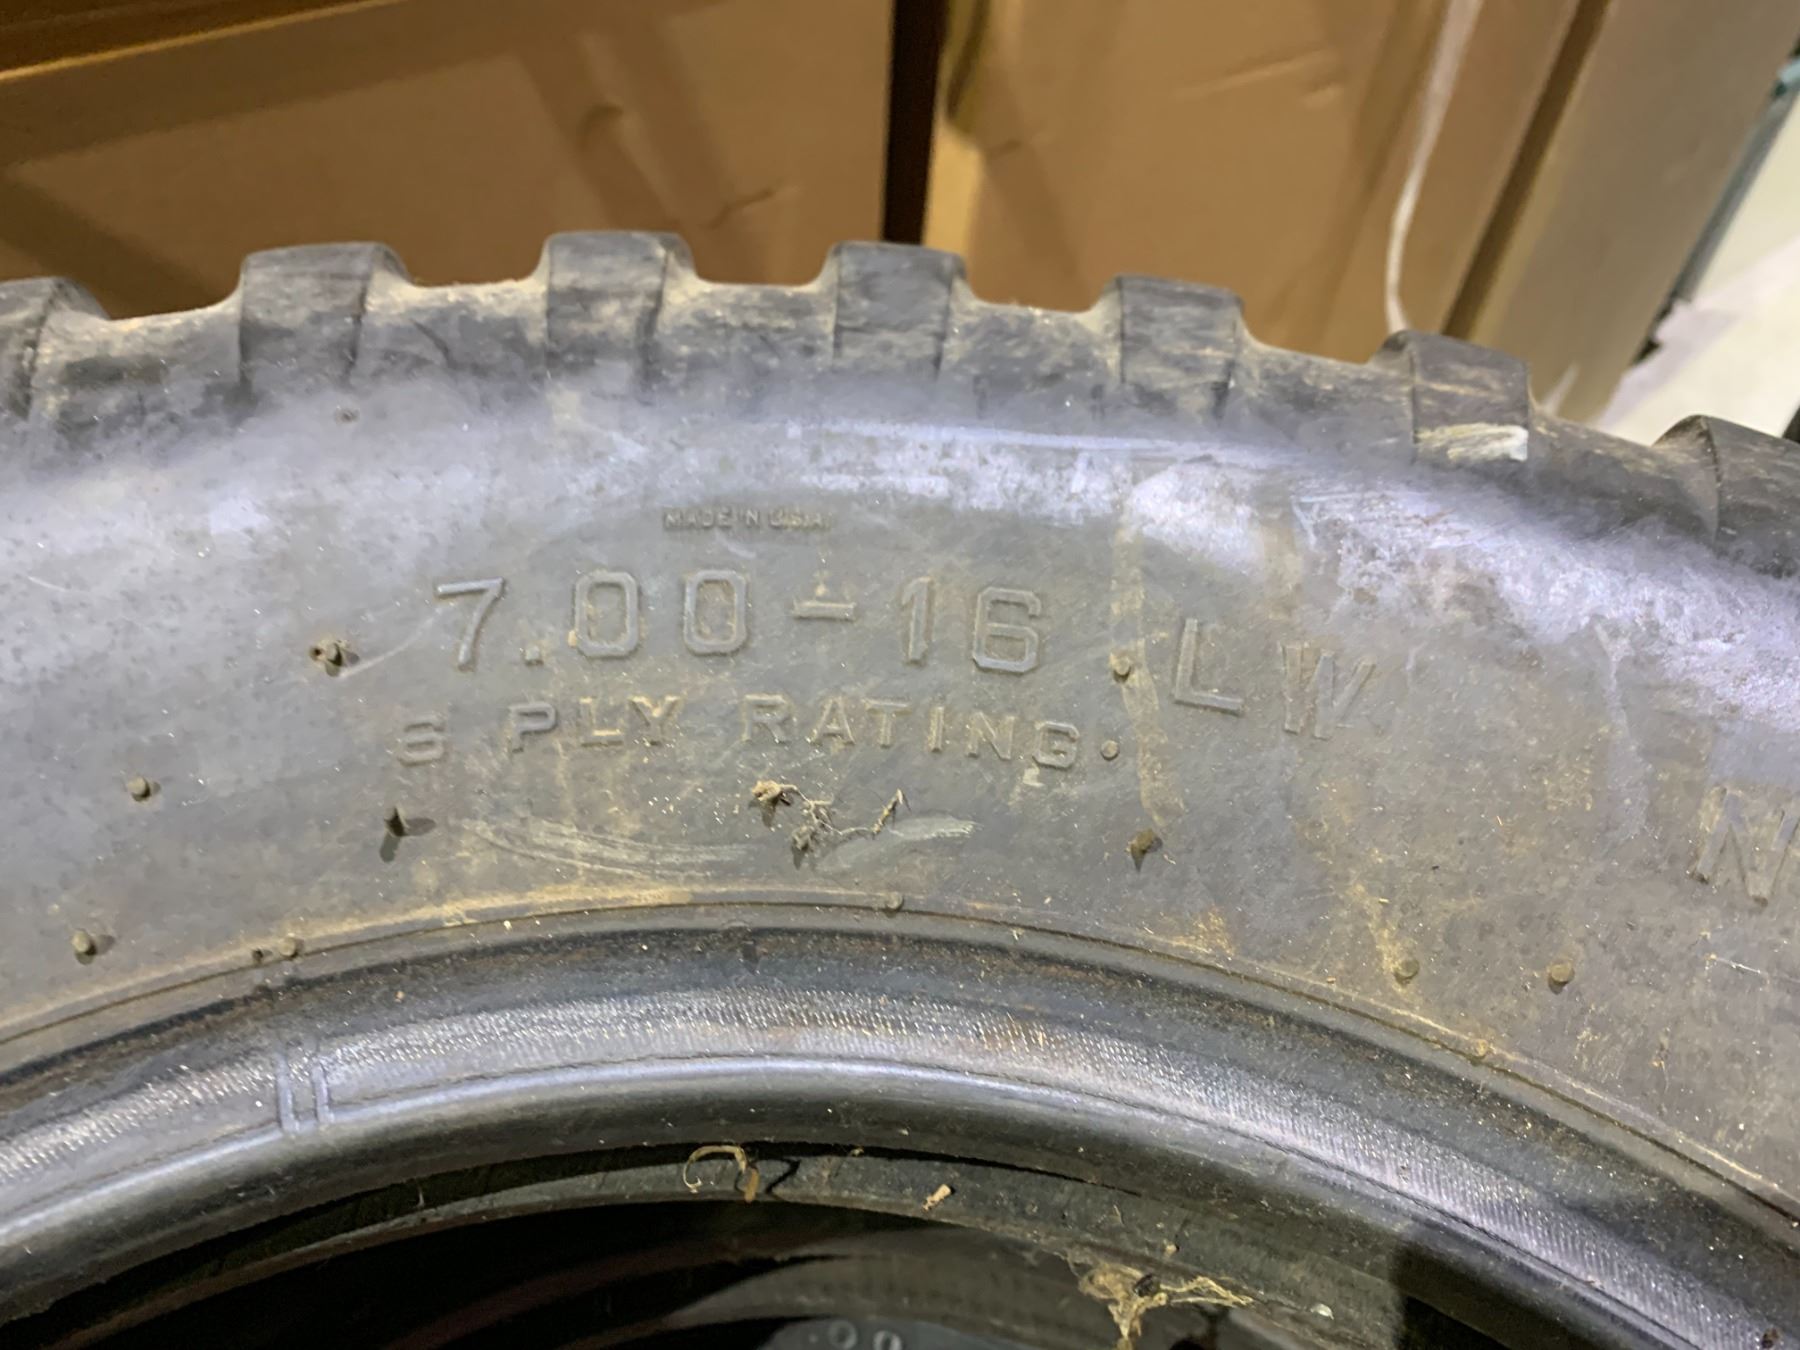 MADE IN U.S.A.
7.00-16 LW
6 PLY RATING.